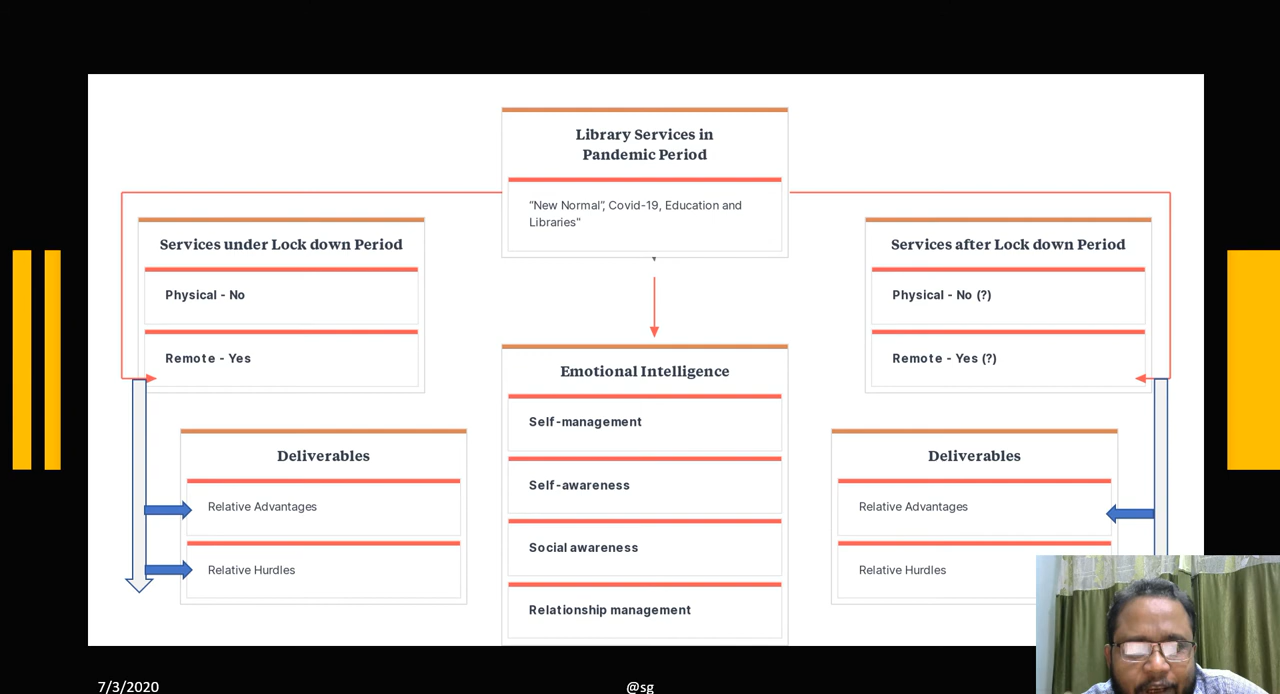 Library Services in
Pandemic Period
“New Normal”, Covid-19, Education and
Libraries"
Services under Lock down Period
Physical - No
Remote - Yes
Services after Lock down Period
Physical - No (?)
Remote - Yes (?)
Emotional Intelligence
Self-management
Self-awareness
Social awareness
Relationship management
Deliverables
Relative Advantages
Relative Hurdles
Deliverables
Relative Advantages
Relative Hurdles
7/3/2020
@sg